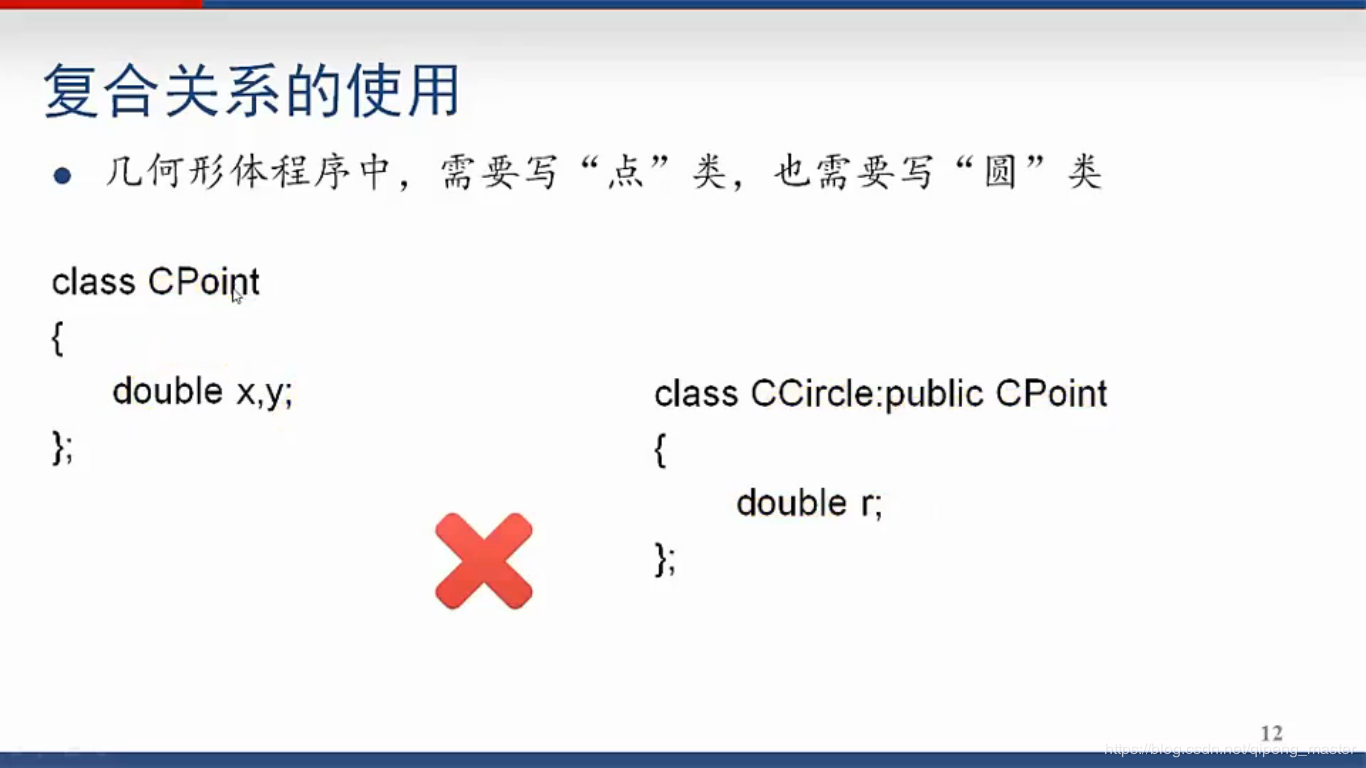 复合关系的使用
● 几何形体程序中，需要写“点”类，也需要写“圆”类
class CPoint
{
double x,y;
};
class CCircle:public CPoint
{
double r;
};
12
https://blog.csdn.net/qipeng_master